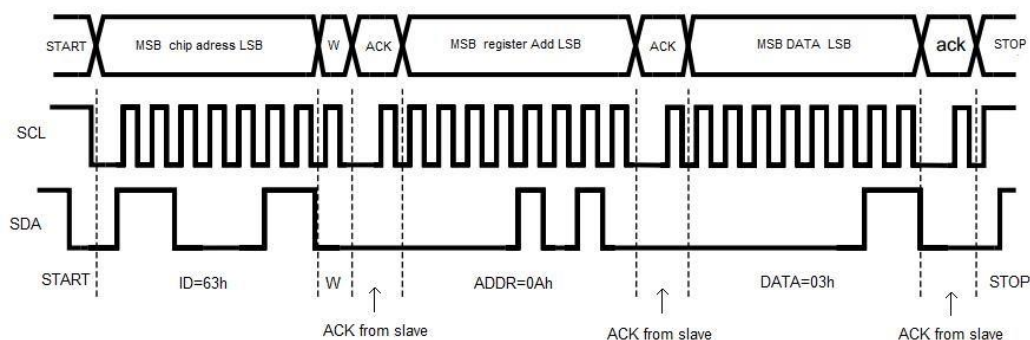 START MSB chip adress LSB W ACK MSB register Add LSB ACK MSB DATA LSB ack STOP
SCL
SDA
START ID=63h W ADDR=0Ah DATA=03h STOP
ACK from slave ACK from slave ACK from slave